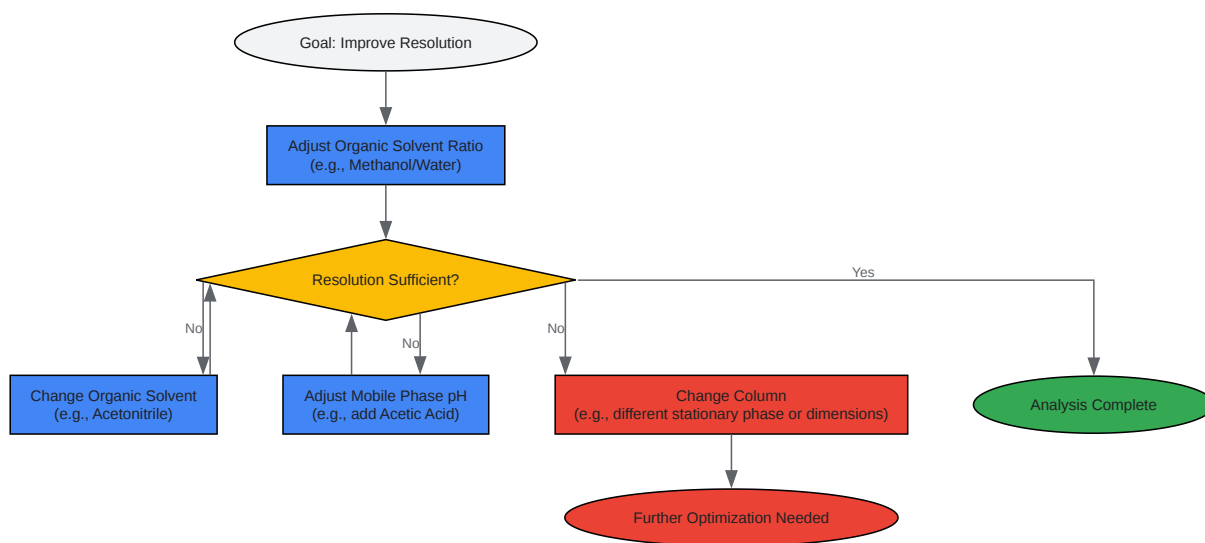 Goal: Improve Resolution
Adjust Organic Solvent Ratio
(e.g., Methanol/Water)
Resolution Sufficient?
Yes
No
No
No
Change Organic Solvent
(e.g., Acetonitrile)
Adjust Mobile Phase pH
(e.g., add Acetic Acid)
Change Column
(e.g., different stationary phase or dimensions)
Analysis Complete
Further Optimization Needed